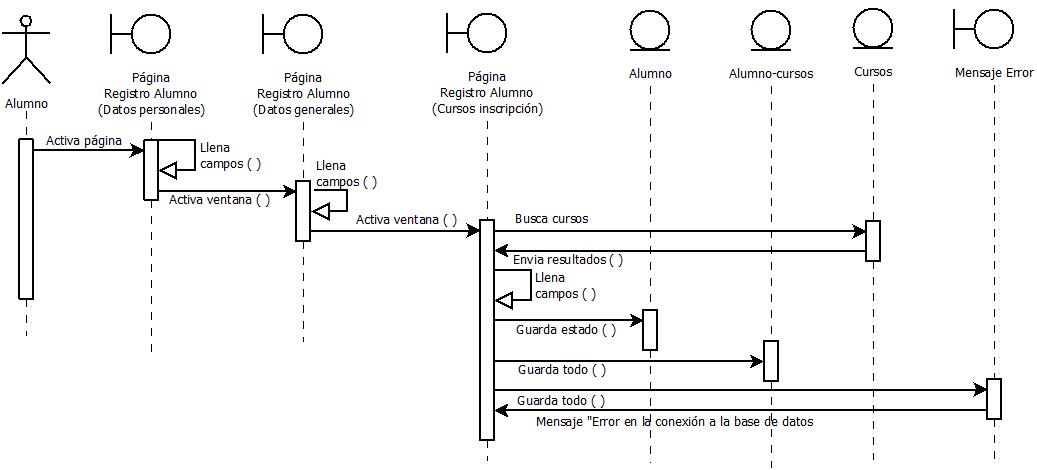 Alumno
Página
Registro Alumno
(Datos personales)
Página
Registro Alumno
(Datos generales)
Página
Registro Alumno
(Cursos inscripción)
Alumno
Alumno-cursos
Cursos
Mensaje Error
Activa página
Llena
campos ( )
Activa ventana ( )
Llena
campos ( )
Activa ventana ( )
Busca cursos
Envia resultados ( )
Llena
campos ( )
Guarda estado ( )
Guarda todo ( )
Guarda todo ( )
Mensaje "Error en la conexión a la base de datos